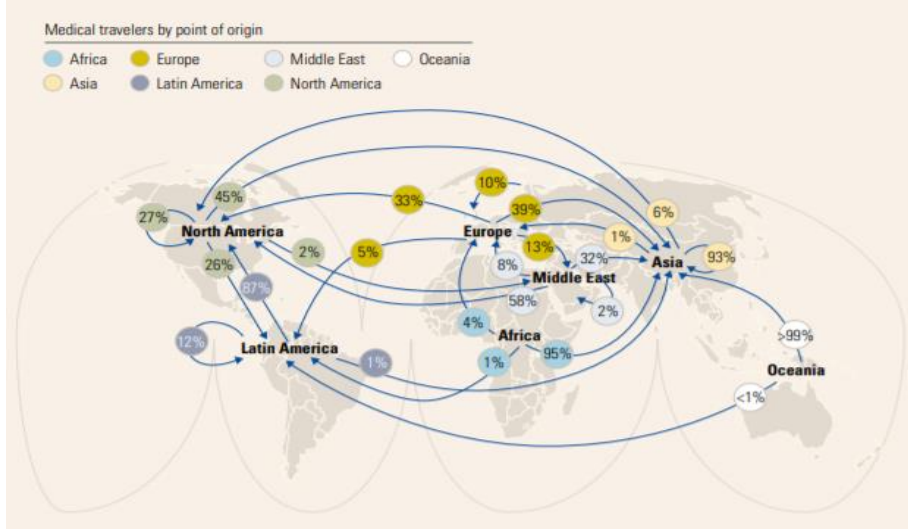 Medical travelers by point of origin
Africa Europe Middle East Oceania
Asia Latin America North America
45%
10%
33%
39%
6%
27%
North America
Europe
1%
13%
26%
2%
5%
8%
32%
Asia
93%
Middle East
87%
58%
2%
4%
Africa
12%
Latin America
1%
1%
95%
>99%
Oceania
<1%